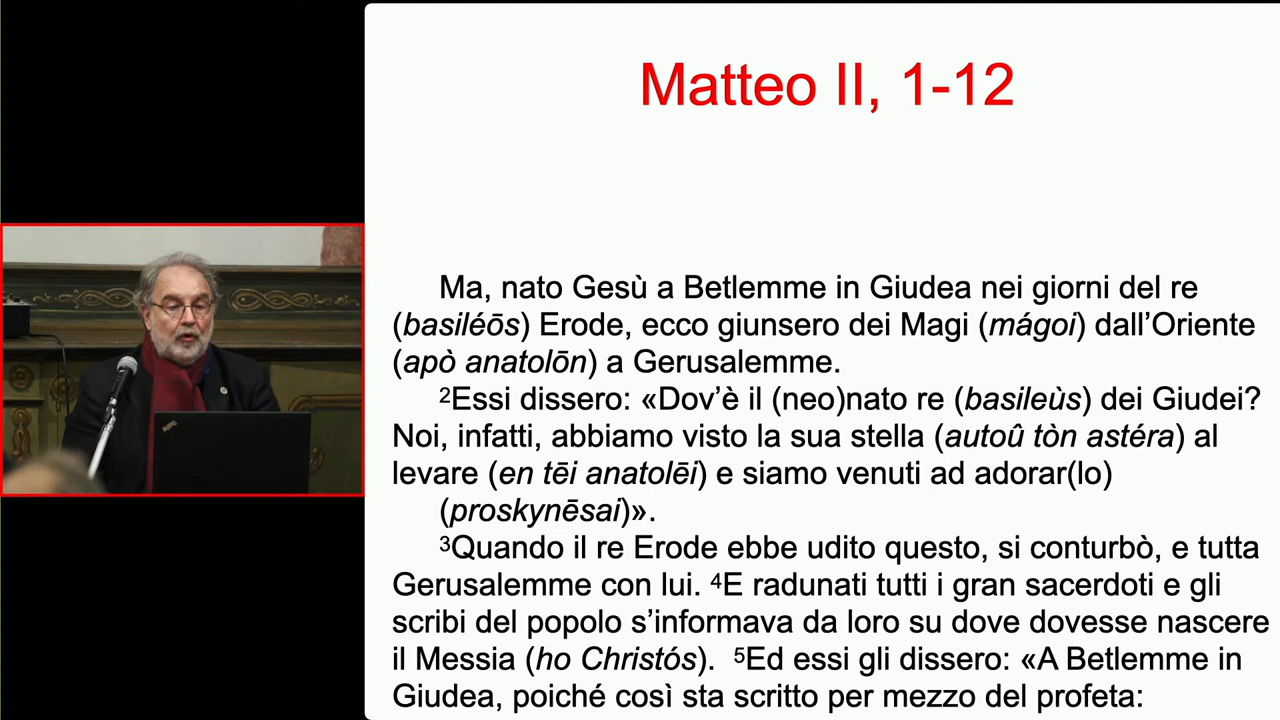 Matteo II, 1-12
Ma, nato Gesù a Betlemme in Giudea nei giorni del re
(basiléōs) Erode, ecco giunsero dei Magi (mágoi) dall’Oriente
(apò anatolōn) a Gerusalemme.
²Essi dissero: «Dov’è il (neo)nato re (basileùs) dei Giudei?
Noi, infatti, abbiamo visto la sua stella (autoû tòn astéra) al
levare (en tēi anatolēi) e siamo venuti ad adorar(lo)
(proskynēsai)».
³Quando il re Erode ebbe udito questo, si conturbò, e tutta
Gerusalemme con lui. ⁴E radunati tutti i gran sacerdoti e gli
scribi del popolo s’informava da loro su dove dovesse nascere
il Messia (ho Christós). ⁵Ed essi gli dissero: «A Betlemme in
Giudea, poiché così sta scritto per mezzo del profeta: